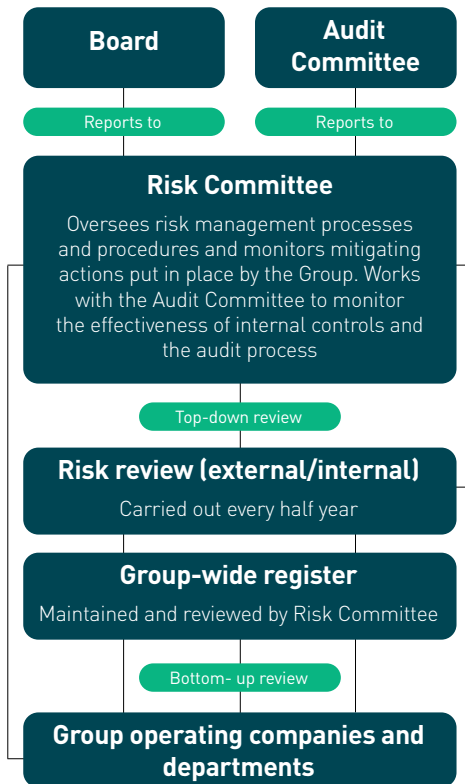 Board
Audit
Committee
Reports to
Reports to
Risk Committee
Oversees risk management processes
and procedures and monitors mitigating
actions put in place by the Group. Works
with the Audit Committee to monitor
the effectiveness of internal controls and
the audit process
Top-down review
Risk review (external/internal)
Carried out every half year
Group-wide register
Maintained and reviewed by Risk Committee
Bottom- up review
Group operating companies and
departments